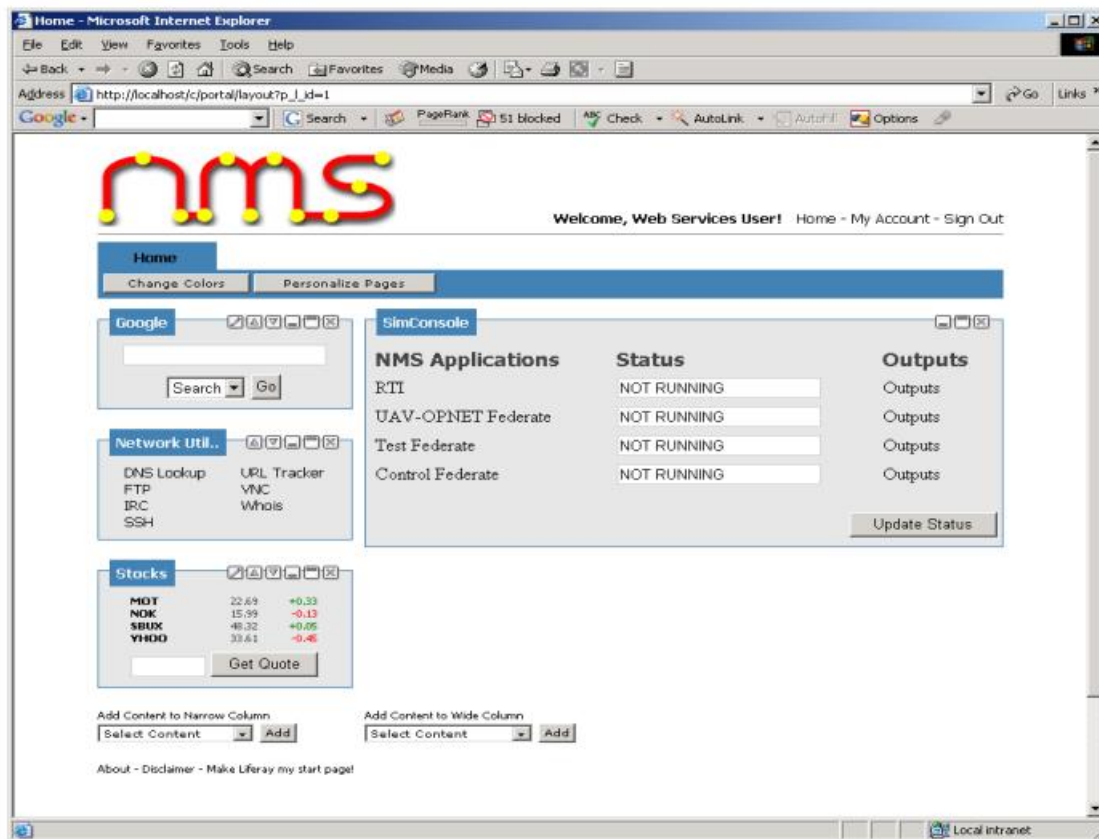 Home - Microsoft Internet Explorer
File Edit View Favorites Tools Help
Back Search Favorites Media
Address http://localhost/c/portal/layout?p_l_id=1 Go Links »
Google Search PageRank 51 blocked ABC Check AutoLink AutoFill Options
nms
Welcome, Web Services User! Home - My Account - Sign Out
Home
Change Colors Personalize Pages
Google
Search Go
Network Util..
DNS Lookup URL Tracker
FTP VNC
IRC Whois
SSH
Stocks
MOT 22.69 +0.33
NOK 15.99 -0.13
SBUX 48.32 +0.05
YHOO 33.61 -0.45
Get Quote
SimConsole
NMS Applications Status Outputs
RTI NOT RUNNING Outputs
UAV-OPNET Federate NOT RUNNING Outputs
Test Federate NOT RUNNING Outputs
Control Federate NOT RUNNING Outputs
Update Status
Add Content to Narrow Column
Select Content Add
Add Content to Wide Column
Select Content Add
About - Disclaimer - Make Liferay my start page!
Local intranet